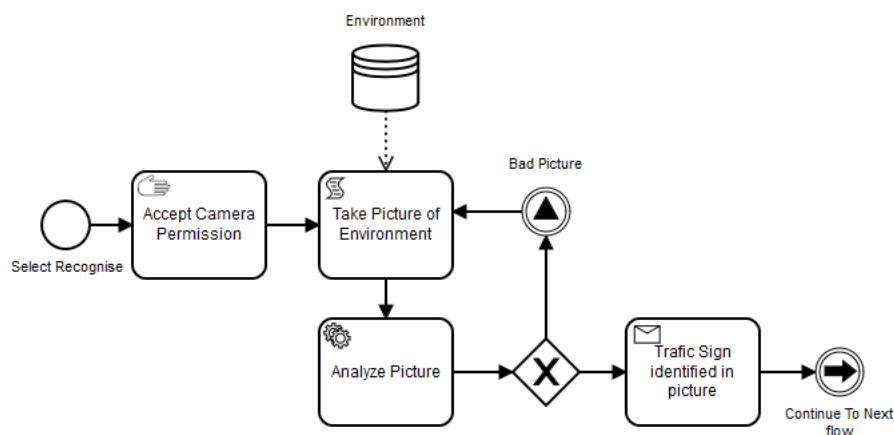 Environment
Bad Picture
Accept Camera
Permission
Take Picture of
Environment
Select Recognise
Analyze Picture
X
Trafic Sign
identified in
picture
Continue To Next
flow